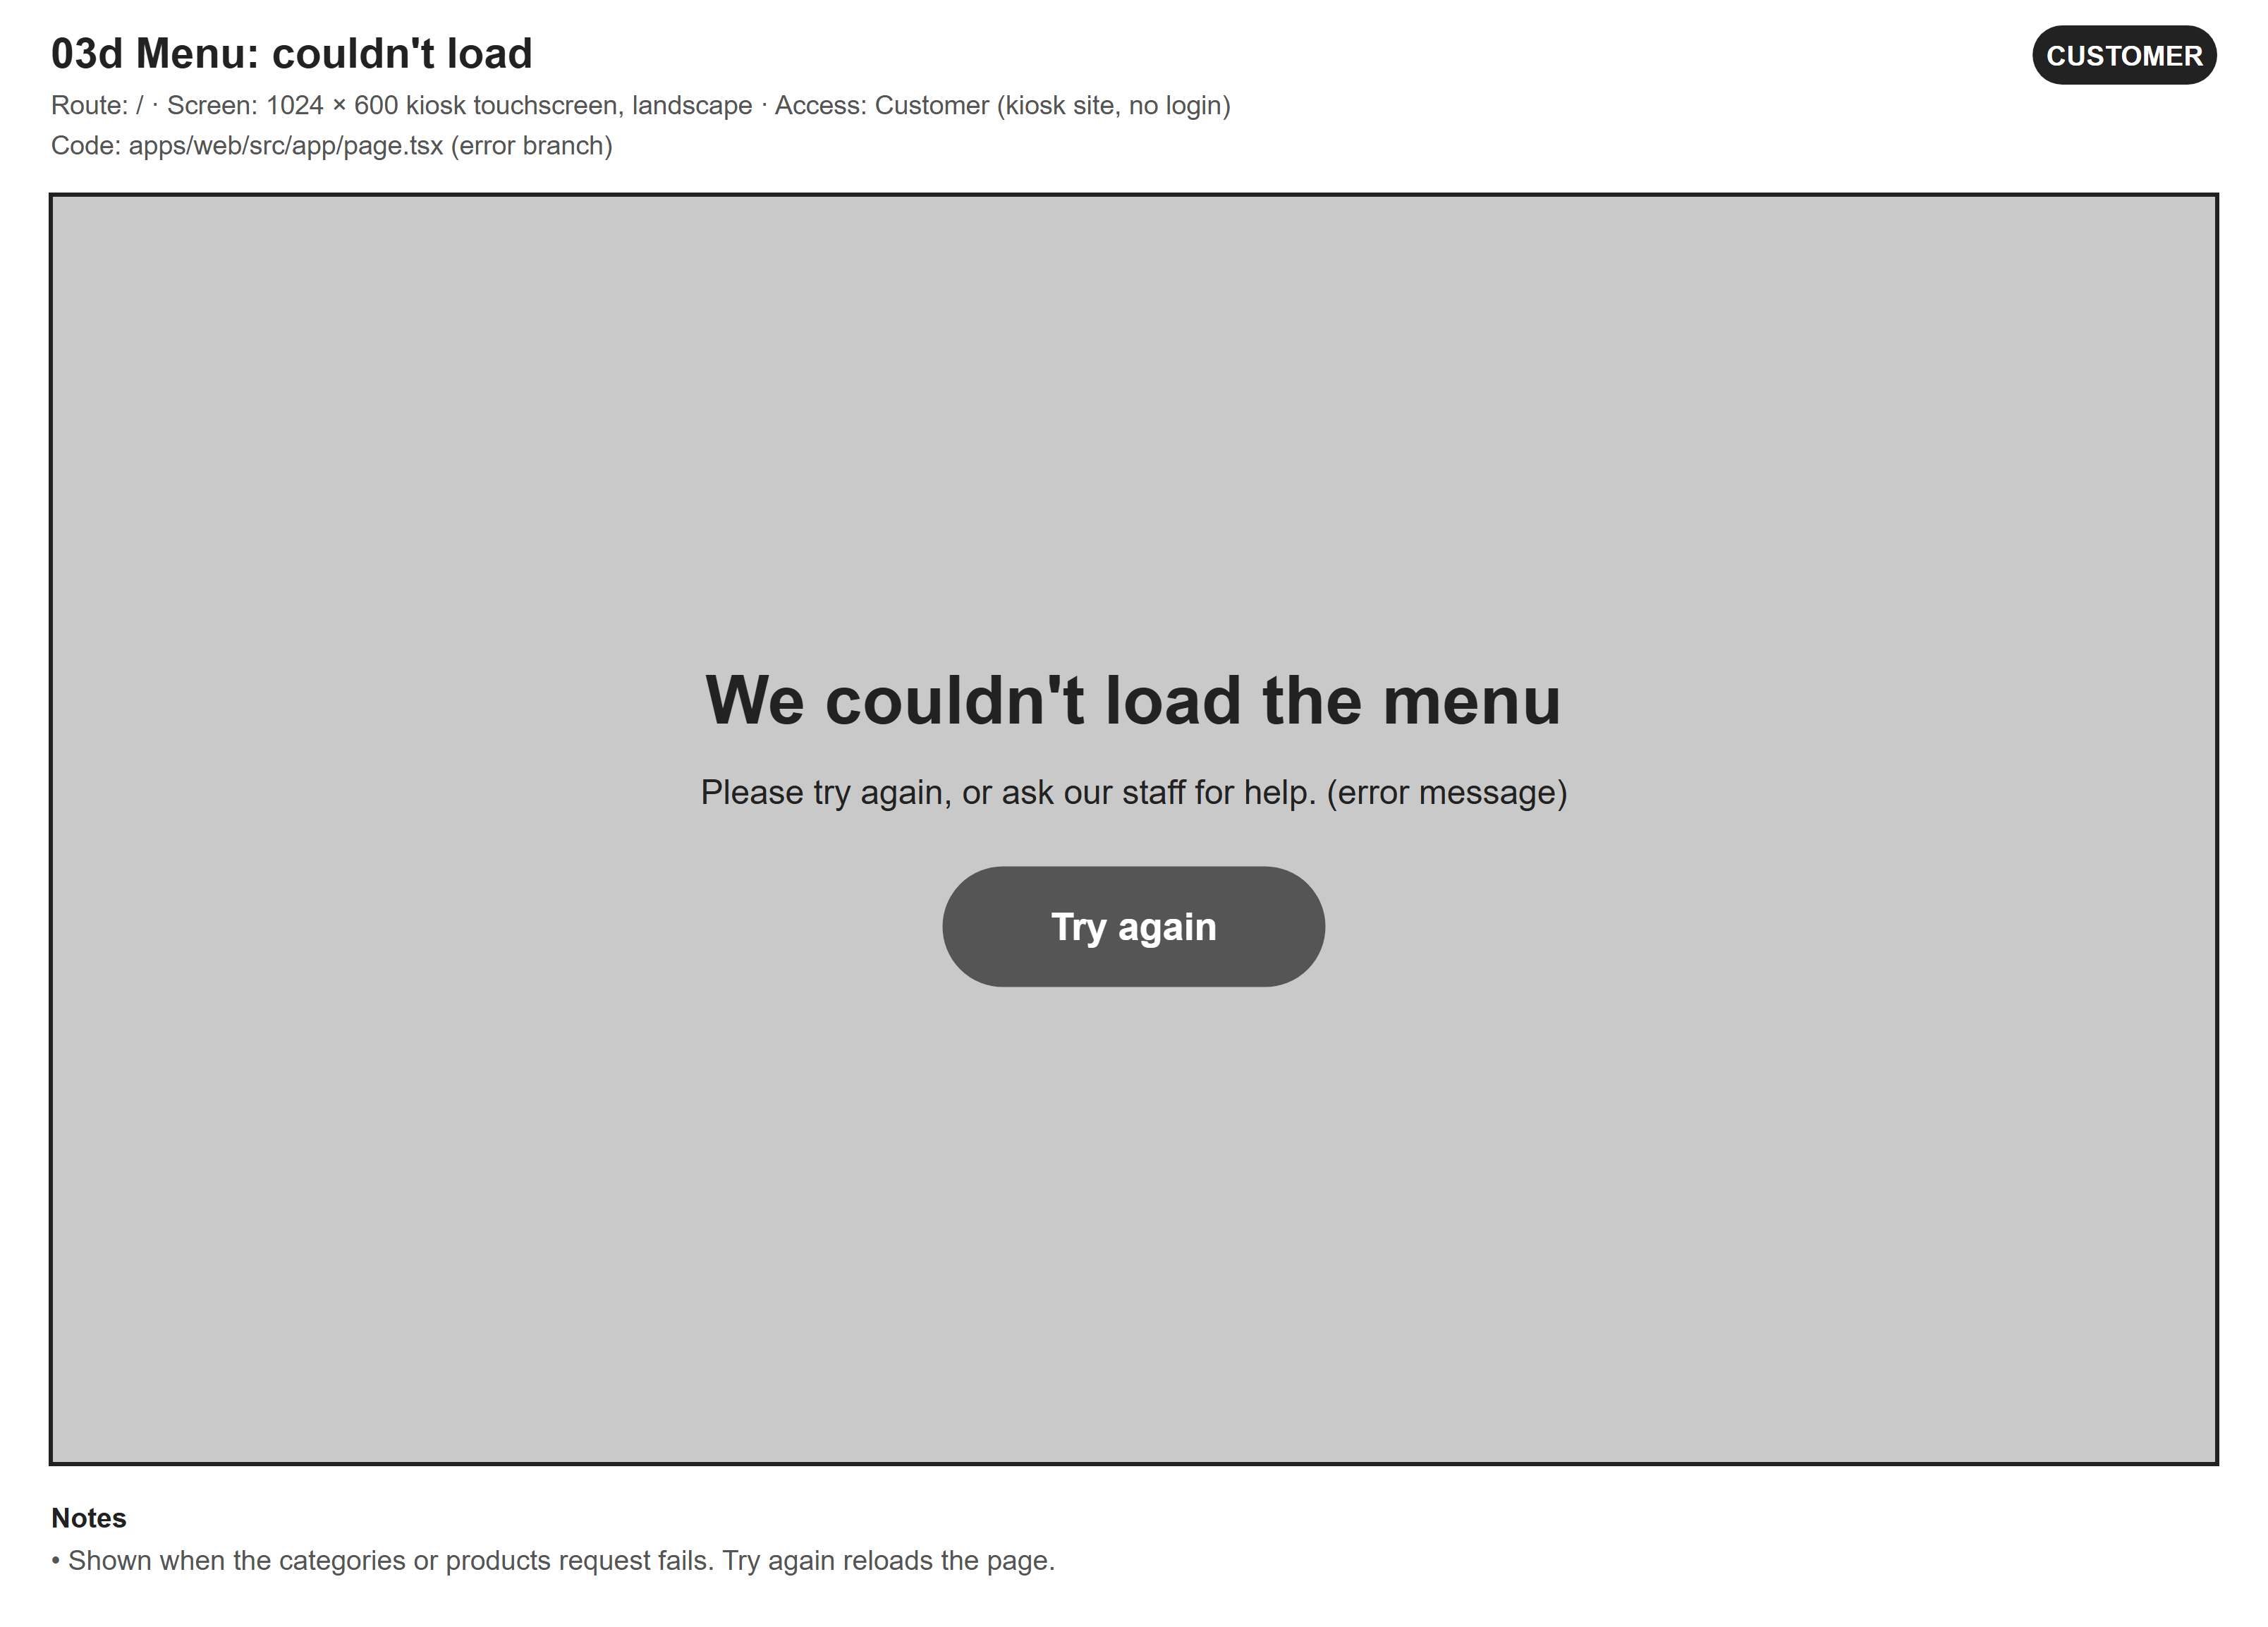 03d Menu: couldn't load
CUSTOMER
Route: / · Screen: 1024 × 600 kiosk touchscreen, landscape · Access: Customer (kiosk site, no login)
Code: apps/web/src/app/page.tsx (error branch)
We couldn't load the menu
Please try again, or ask our staff for help. (error message)
Try again
Notes
• Shown when the categories or products request fails. Try again reloads the page.